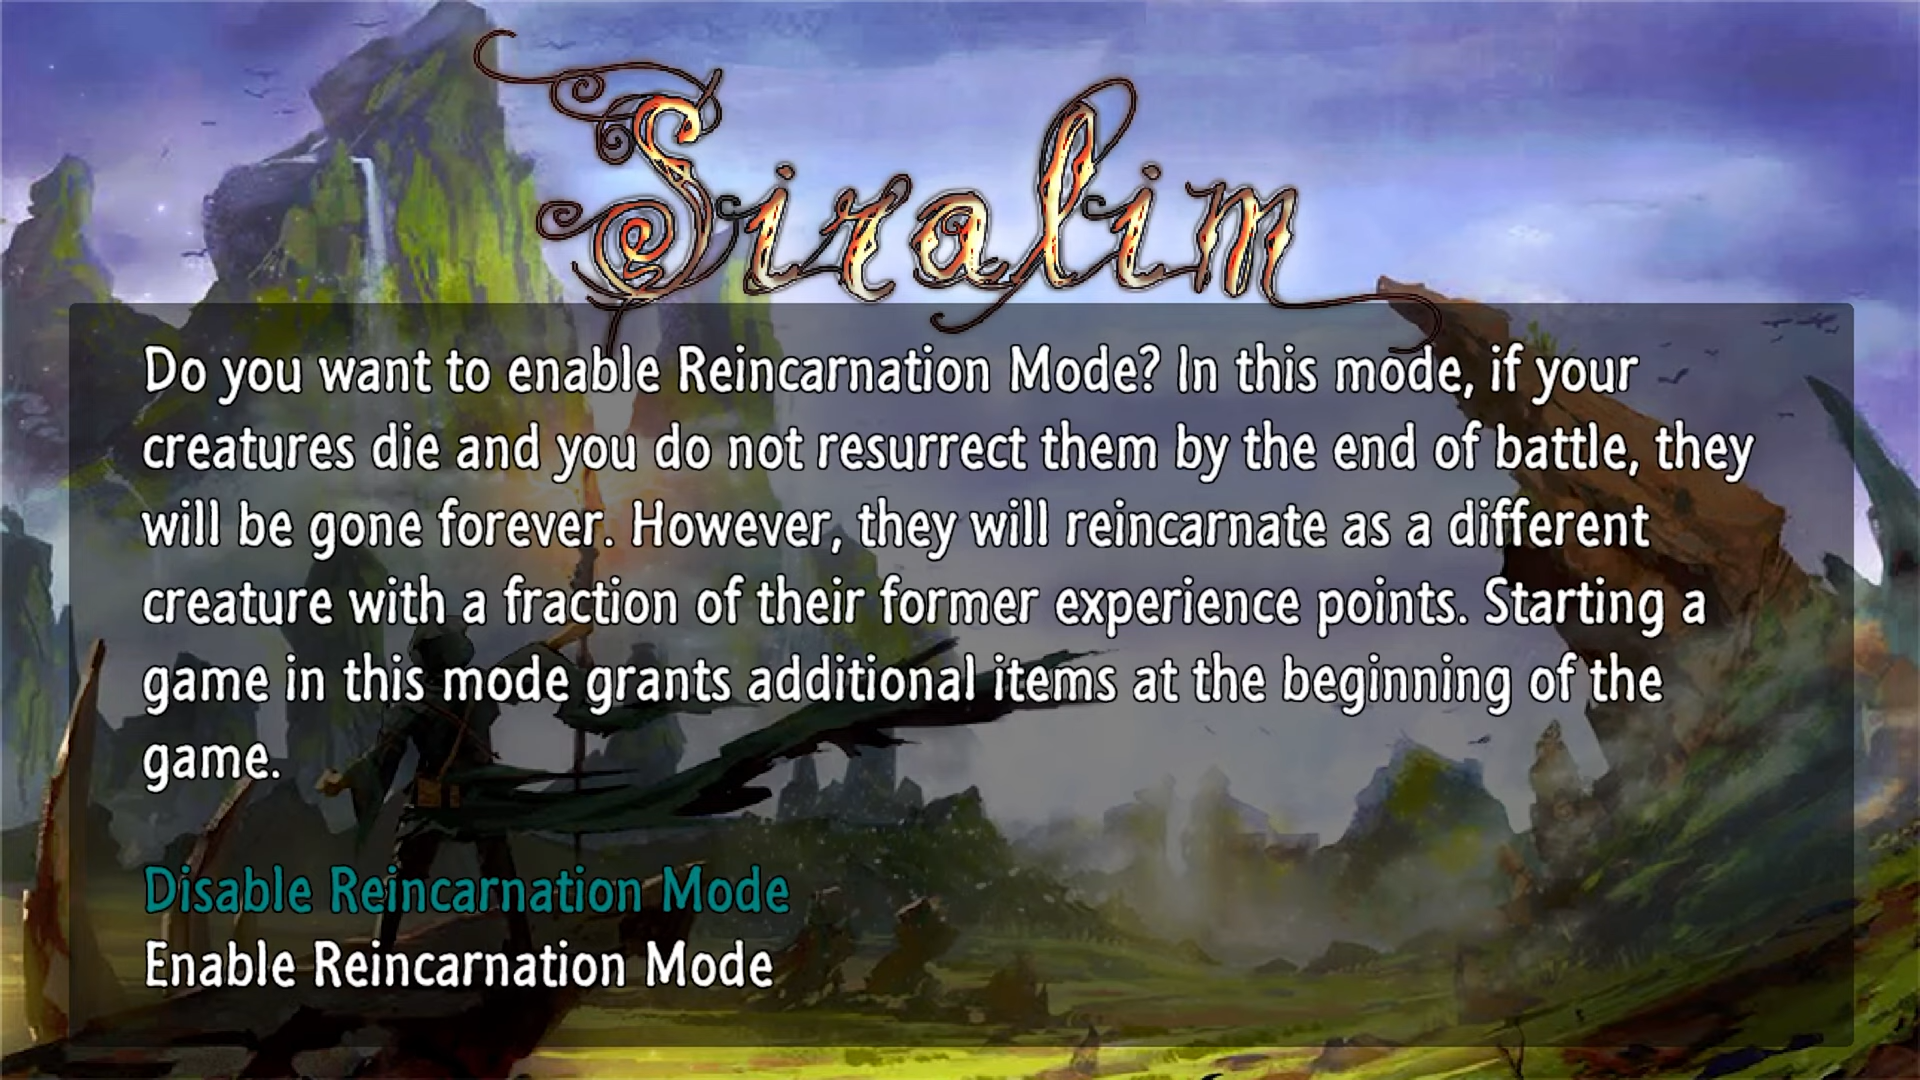 Siralim
Do you want to enable Reincarnation Mode? In this mode, if your
creatures die and you do not resurrect them by the end of battle, they
will be gone forever. However, they will reincarnate as a different
creature with a fraction of their former experience points. Starting a
game in this mode grants additional items at the beginning of the
game.
Disable Reincarnation Mode
Enable Reincarnation Mode